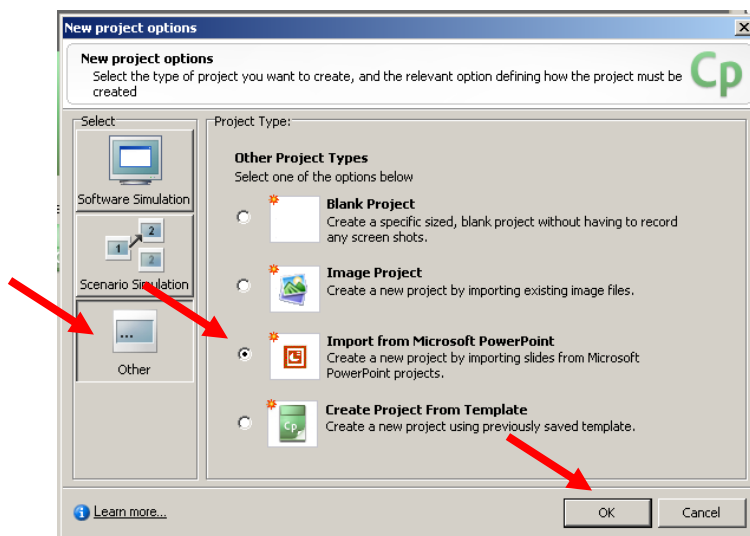 New project options
New project options
Select the type of project you want to create, and the relevant option defining how the project must be
created
Cp
Select
Software Simulation
1
2
3
Scenario Simulation
...
Other
Project Type:
Other Project Types
Select one of the options below
Blank Project
Create a specific sized, blank project without having to record
any screen shots.
Image Project
Create a new project by importing existing image files.
Import from Microsoft PowerPoint
Create a new project by importing slides from Microsoft
PowerPoint projects.
Cp
Create Project From Template
Create a new project using previously saved template.
Learn more...
OK
Cancel